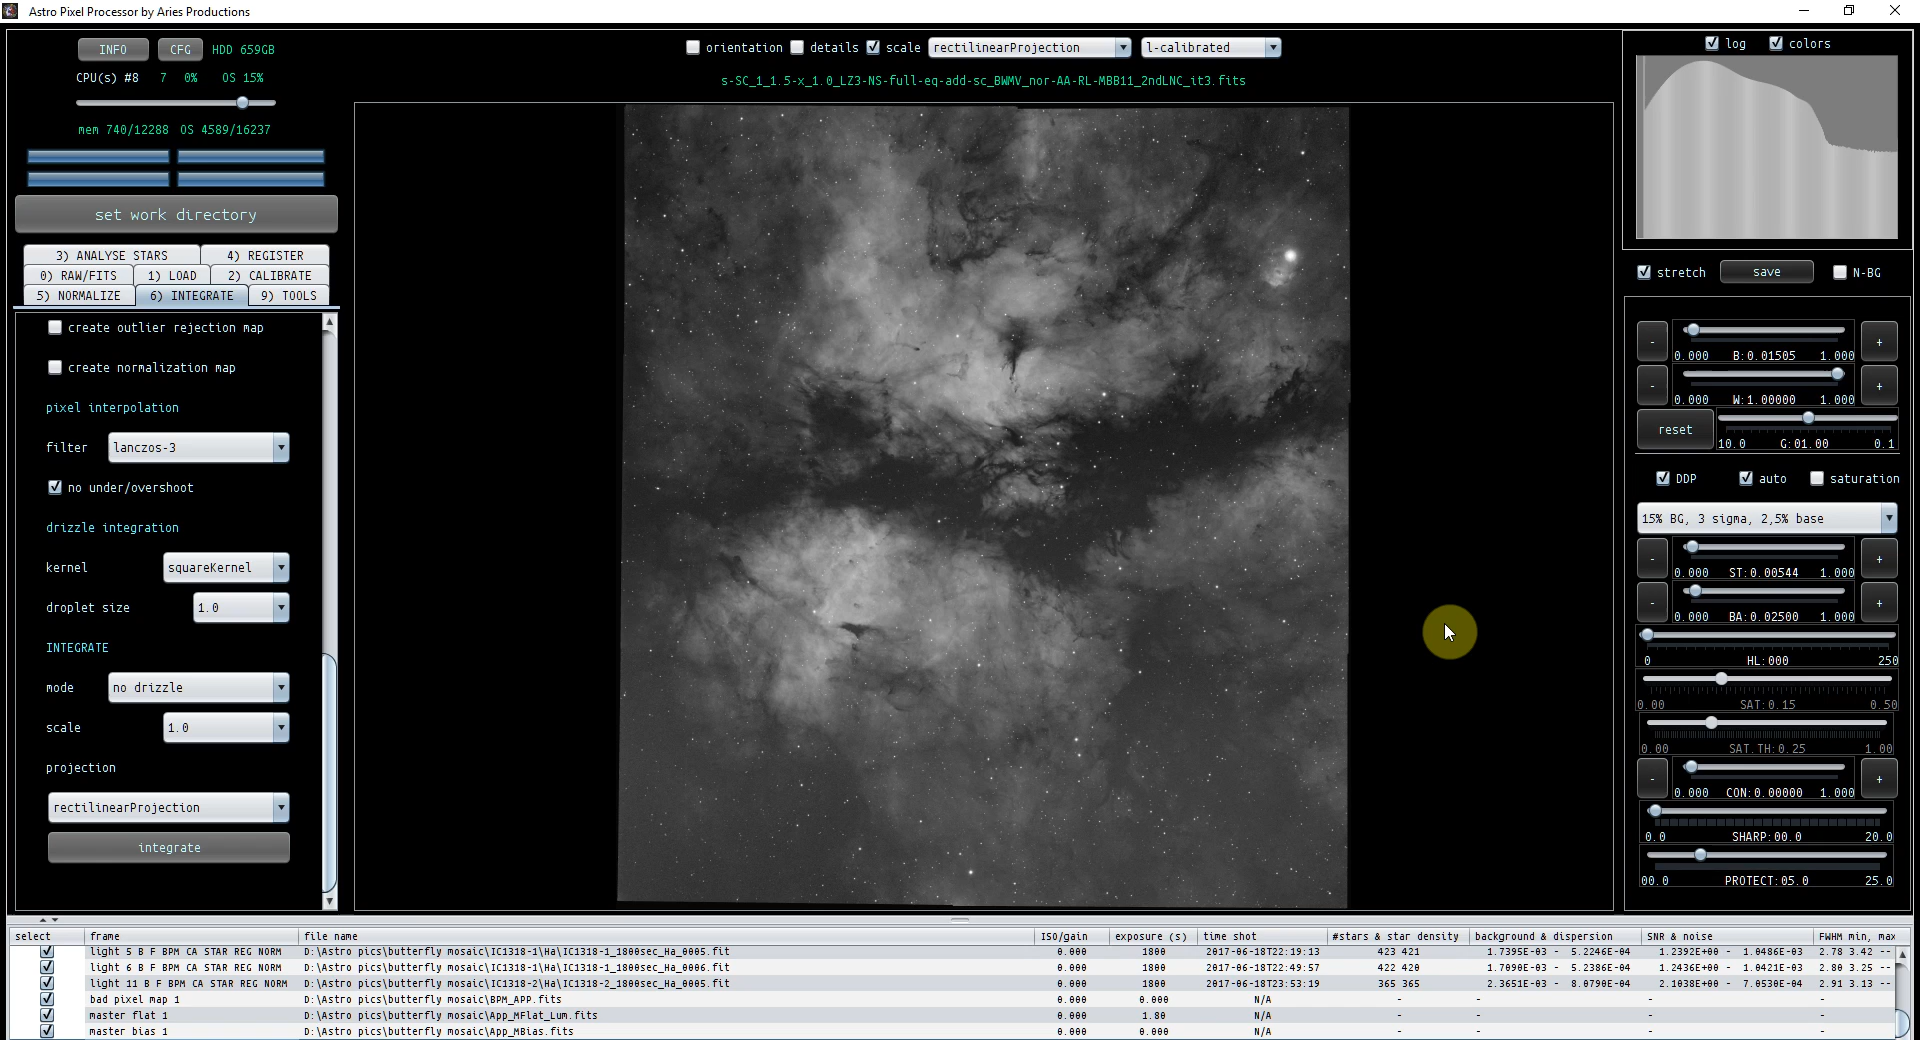 Astro Pixel Processor by Aries Productions
INFO CFG HDD 659GB
CPU(s) #8 7 0% OS 15%
mem 740/12288 OS 4589/16237
set work directory
3) ANALYSE STARS 4) REGISTER
0) RAW/FITS 1) LOAD 2) CALIBRATE
5) NORMALIZE 6) INTEGRATE 9) TOOLS
create outlier rejection map
create normalization map
pixel interpolation
filter lanczos-3
no under/overshoot
drizzle integration
kernel squareKernel
droplet size 1.0
INTEGRATE
mode no drizzle
scale 1.0
projection
rectilinearProjection
integrate
orientation details scale rectilinearProjection l-calibrated
s-SC_1_1.5-x_1.0_LZ3-NS-full-eq-add-sc_BWMV_nor-AA-RL-MBB11_2ndLNC_it3.fits
log colors
stretch save N-BG
- +
0.000 B:0.01505 1.000
- +
0.000 W:1.00000 1.000
reset
10.0 G:01.00 0.1
DDP auto saturation
15% BG, 3 sigma, 2,5% base
- +
0.000 ST:0.00544 1.000
- +
0.000 BA:0.02500 1.000
0 HL:000 250
0.00 SAT:0.15 0.50
0.00 SAT.TH:0.25 1.00
- +
0.000 CON:0.00000 1.000
0.0 SHARP:00.0 20.0
00.0 PROTECT:05.0 25.0
select frame file name ISO/gain exposure (s) time shot #stars & star density background & dispersion SNR & noise FWHM min, max
light 5 B F BPM CA STAR REG NORM D:\Astro pics\butterfly mosaic\IC1318-1\Ha\IC1318-1_1800sec_Ha_0005.fit 0.000 1800 2017-06-18T22:19:13 423 421 1.7395E-03 - 5.2246E-04 1.2392E+00 - 1.0486E-03 2.78 3.42 --
light 6 B F BPM CA STAR REG NORM D:\Astro pics\butterfly mosaic\IC1318-1\Ha\IC1318-1_1800sec_Ha_0006.fit 0.000 1800 2017-06-18T22:49:57 422 420 1.7090E-03 - 5.2386E-04 1.2436E+00 - 1.0421E-03 2.80 3.25 --
light 11 B F BPM CA STAR REG NORM D:\Astro pics\butterfly mosaic\IC1318-2\Ha\IC1318-2_1800sec_Ha_0005.fit 0.000 1800 2017-06-18T23:53:19 365 365 2.3651E-03 - 8.0790E-04 2.1038E+00 - 7.0530E-04 2.91 3.13 --
bad pixel map 1 D:\Astro pics\butterfly mosaic\BPM_APP.fits 0.000 0.000 N/A - - - -
master flat 1 D:\Astro pics\butterfly mosaic\App_MFlat_Lum.fits 0.000 1.80 N/A - - - -
master bias 1 D:\Astro pics\butterfly mosaic\App_MBias.fits 0.000 0.000 N/A - - - -